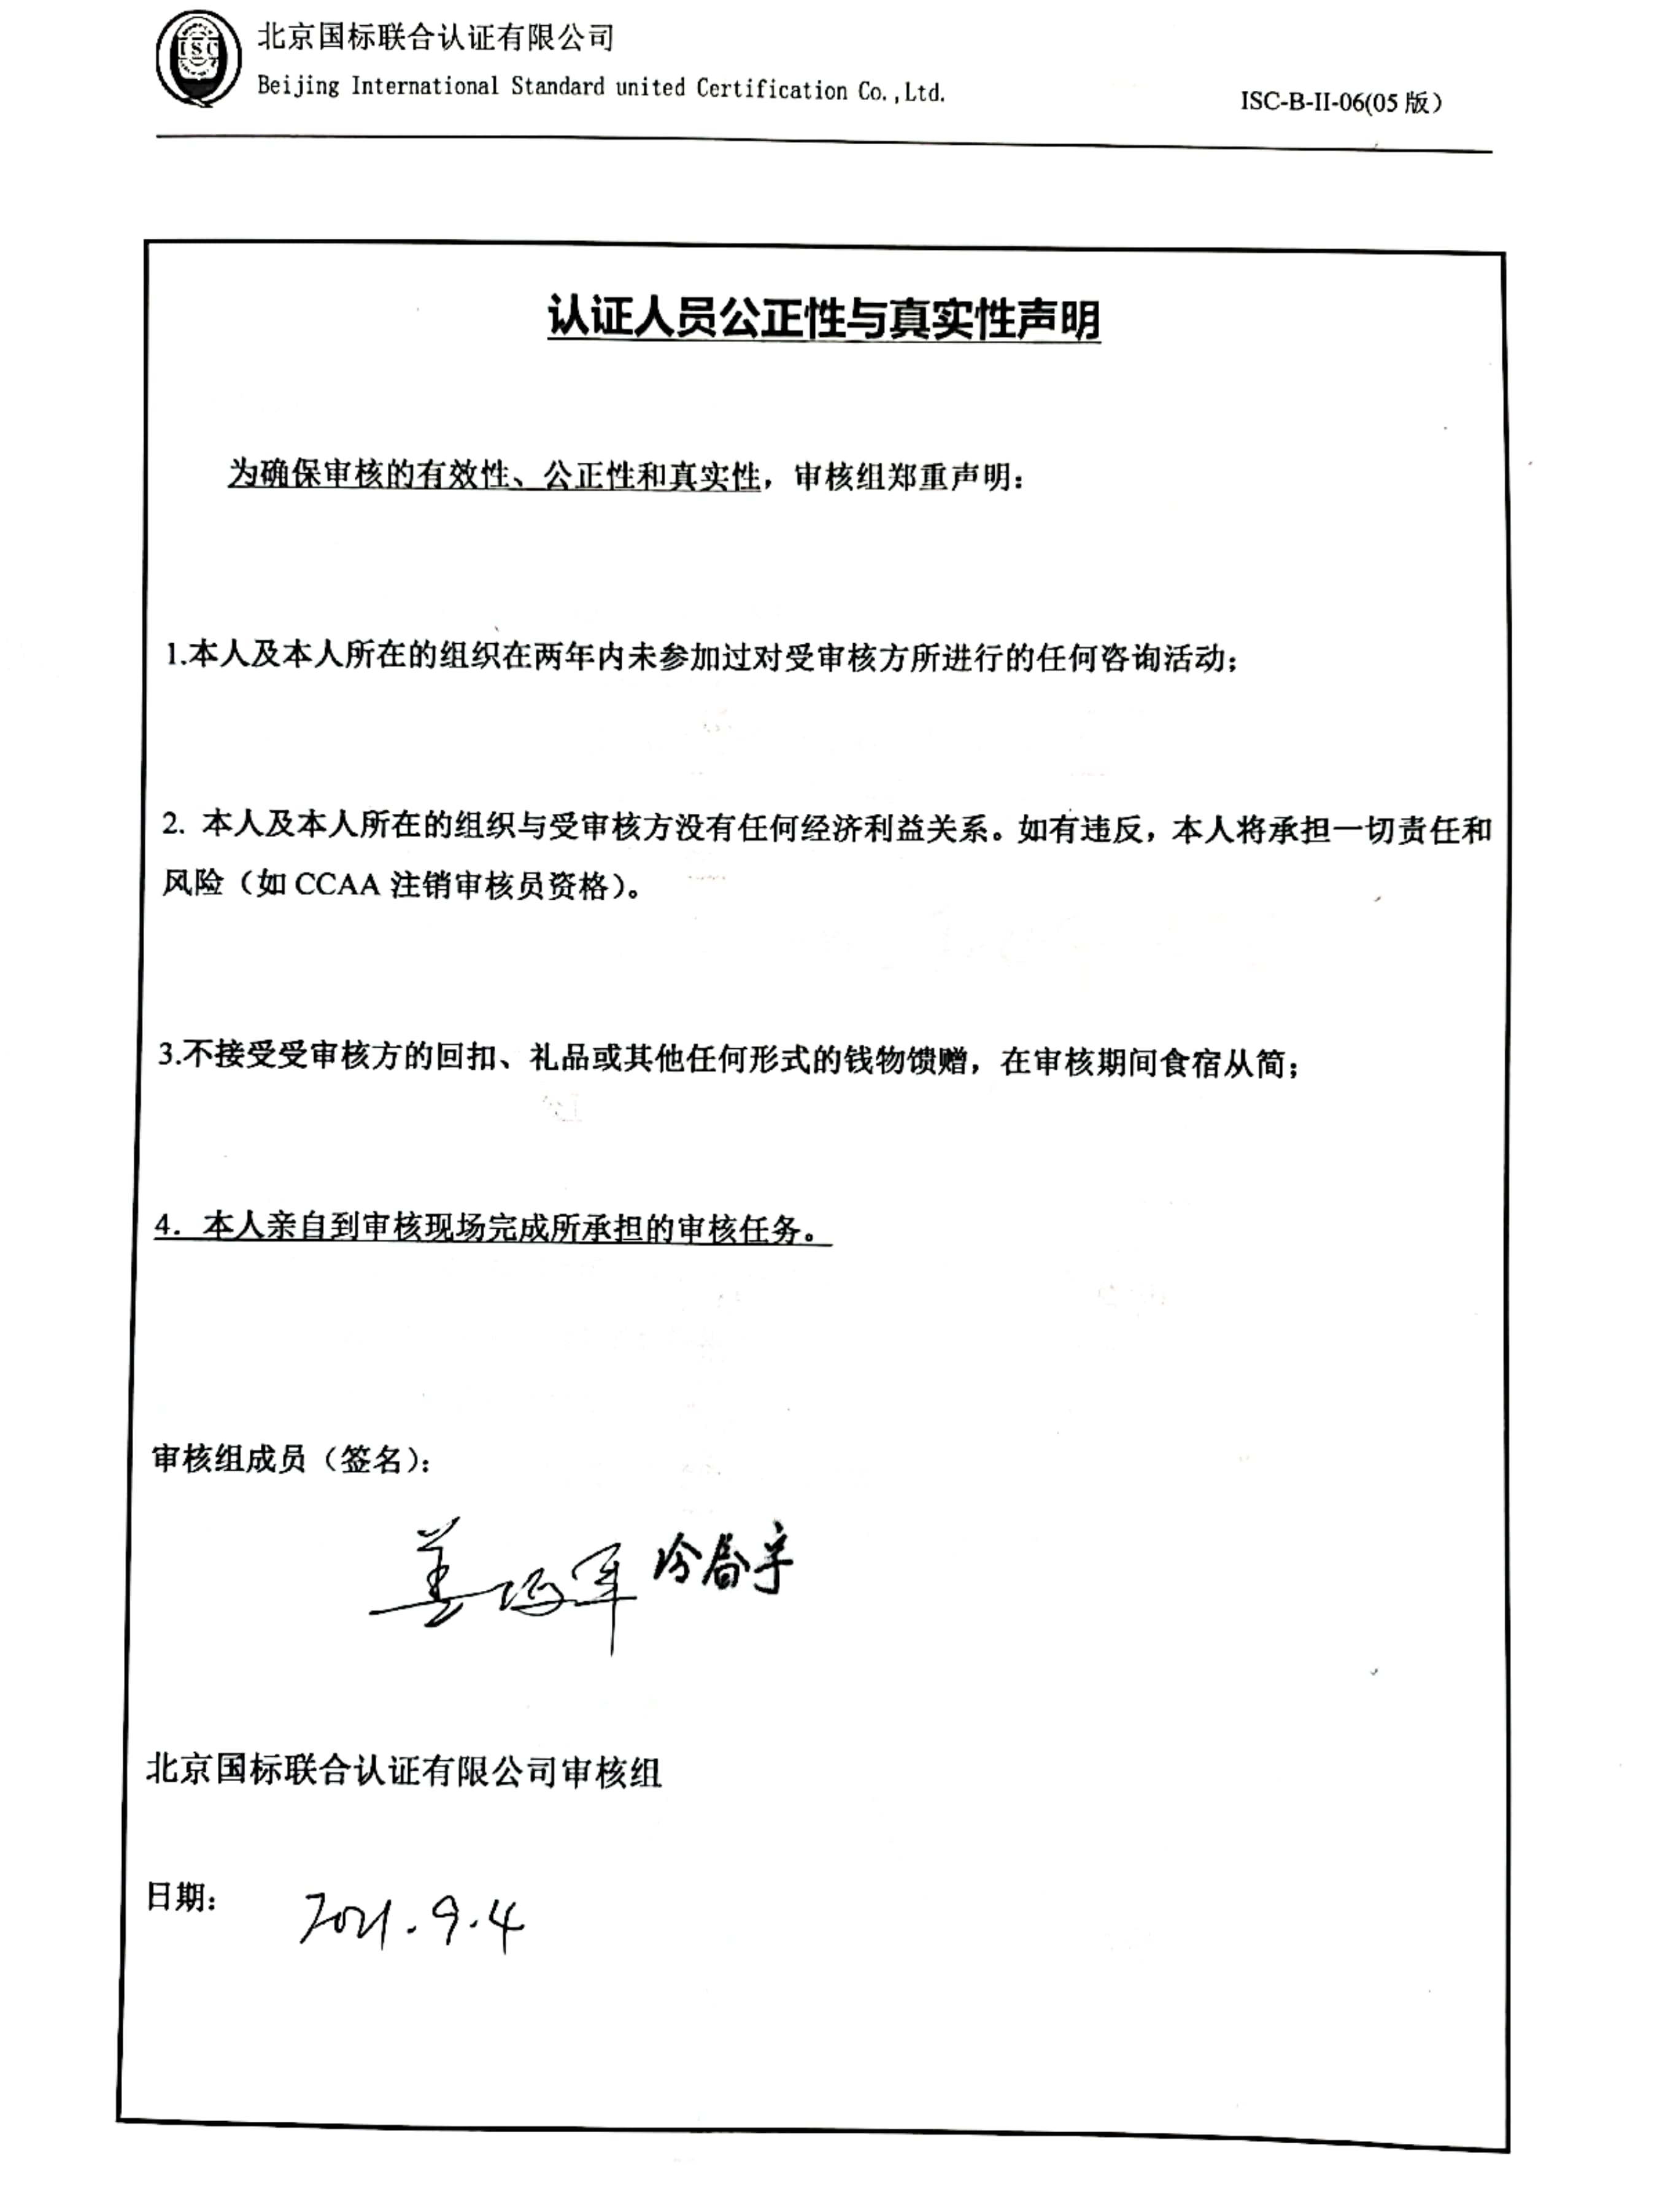 ISC
北京国标联合认证有限公司
Beijing International Standard united Certification Co.,Ltd.
ISC-B-II-06(05 版)
认证人员公正性与真实性声明
为确保审核的有效性、公正性和真实性，审核组郑重声明：
1.本人及本人所在的组织在两年内未参加过对受审核方所进行的任何咨询活动；
2. 本人及本人所在的组织与受审核方没有任何经济利益关系。如有违反，本人将承担一切责任和
风险（如 CCAA 注销审核员资格）。
3.不接受受审核方的回扣、礼品或其他任何形式的钱物馈赠，在审核期间食宿从简；
4. 本人亲自到审核现场完成所承担的审核任务。
审核组成员（签名）：
北京国标联合认证有限公司审核组
日期： 2021.9.4